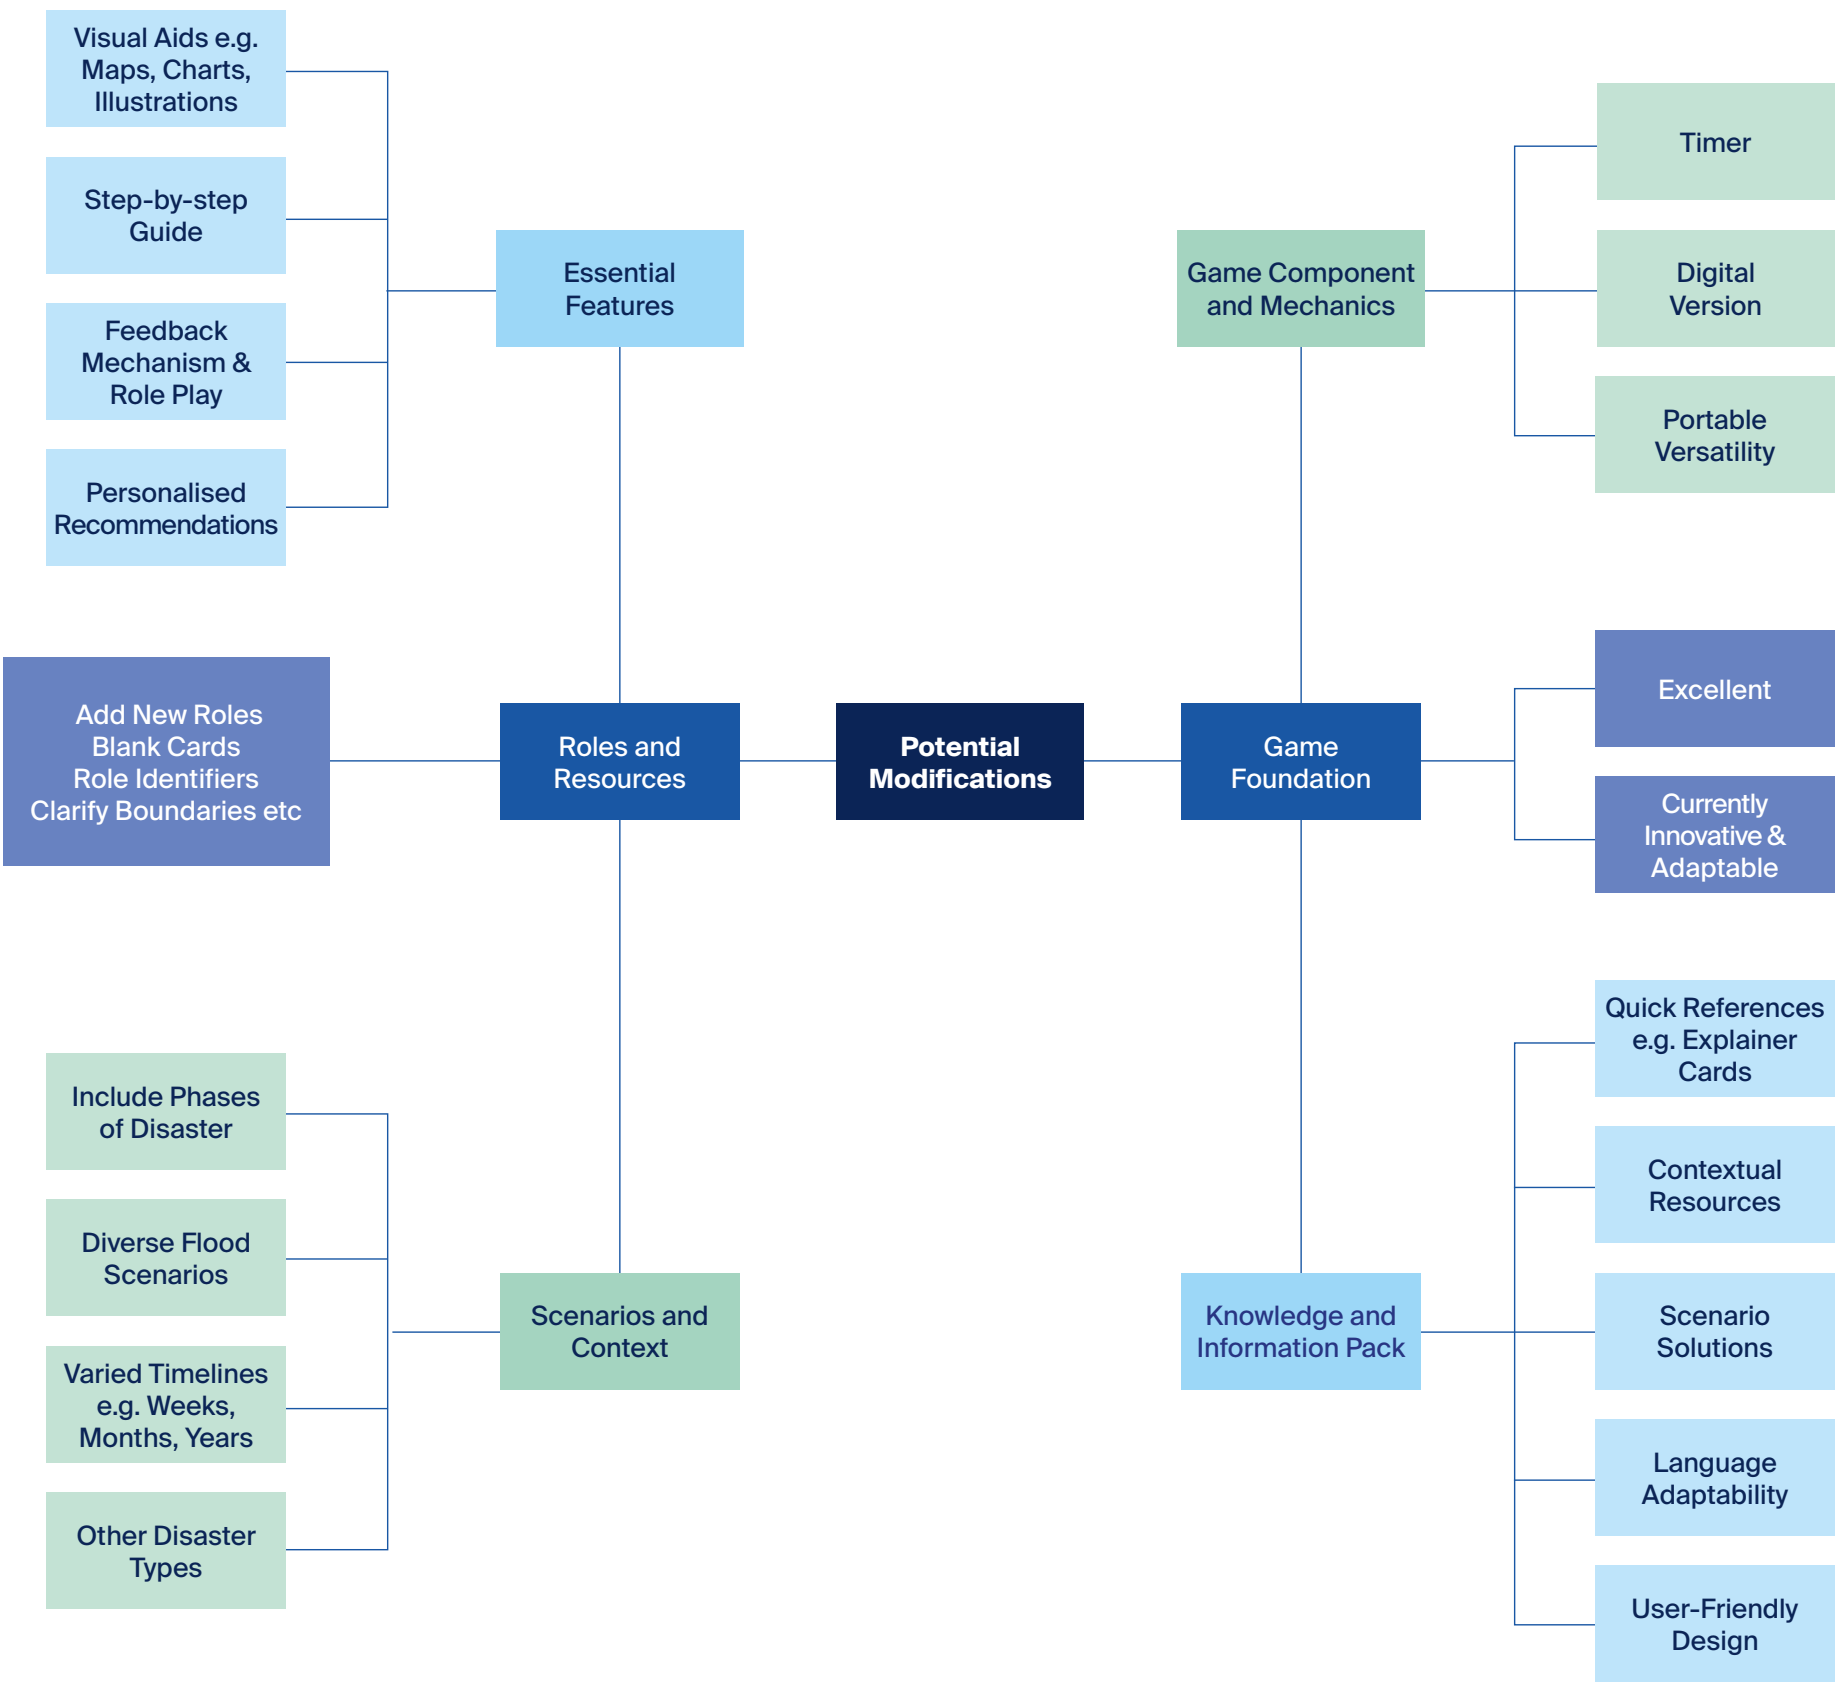 Visual Aids e.g.
Maps, Charts,
Illustrations
Step-by-step
Guide
Feedback
Mechanism &
Role Play
Personalised
Recommendations
Essential
Features
Game Component
and Mechanics
Timer
Digital
Version
Portable
Versatility
Add New Roles
Blank Cards
Role Identifiers
Clarify Boundaries etc
Roles and
Resources
Potential
Modifications
Game
Foundation
Excellent
Currently
Innovative &
Adaptable
Include Phases
of Disaster
Diverse Flood
Scenarios
Varied Timelines
e.g. Weeks,
Months, Years
Other Disaster
Types
Scenarios and
Context
Knowledge and
Information Pack
Quick References
e.g. Explainer
Cards
Contextual
Resources
Scenario
Solutions
Language
Adaptability
User-Friendly
Design